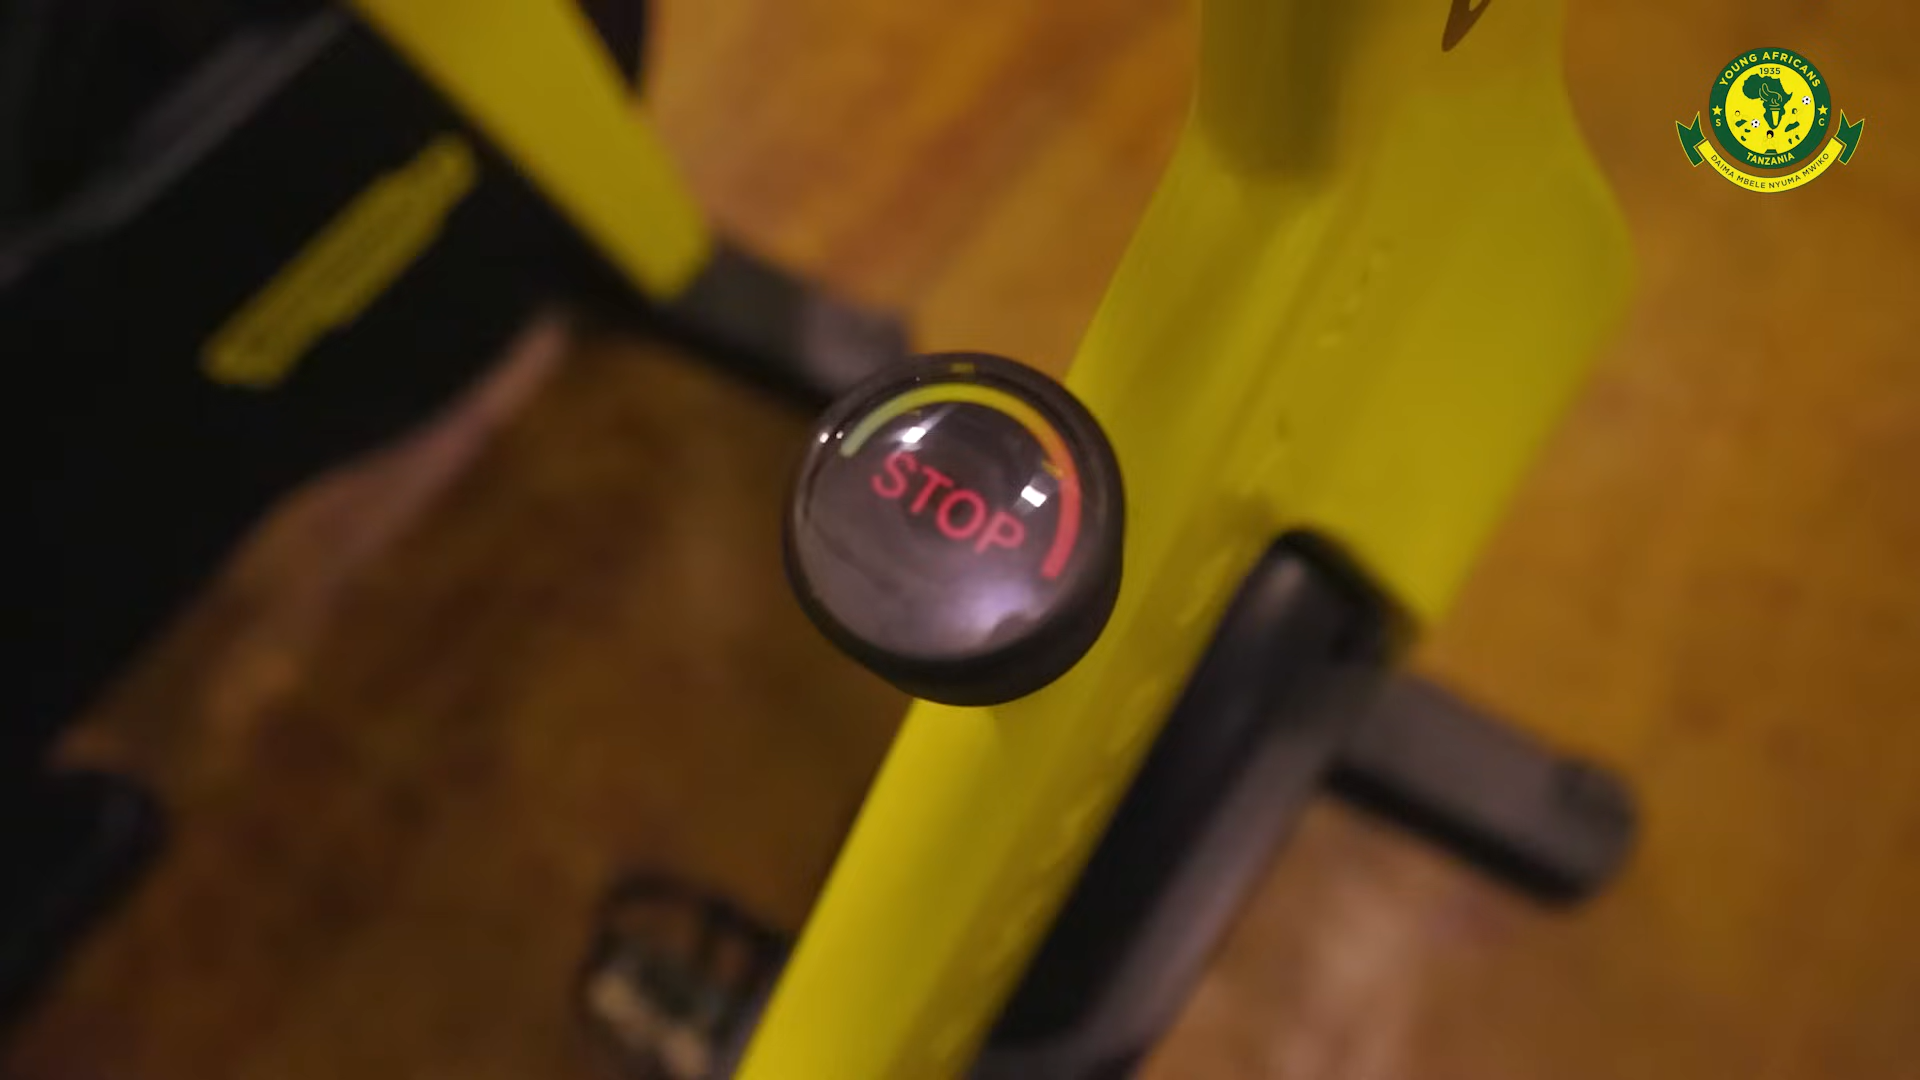 YOUNG AFRICANS
1935
S C
TANZANIA
DAIMA MBELE NYUMA MWIKO
STOP